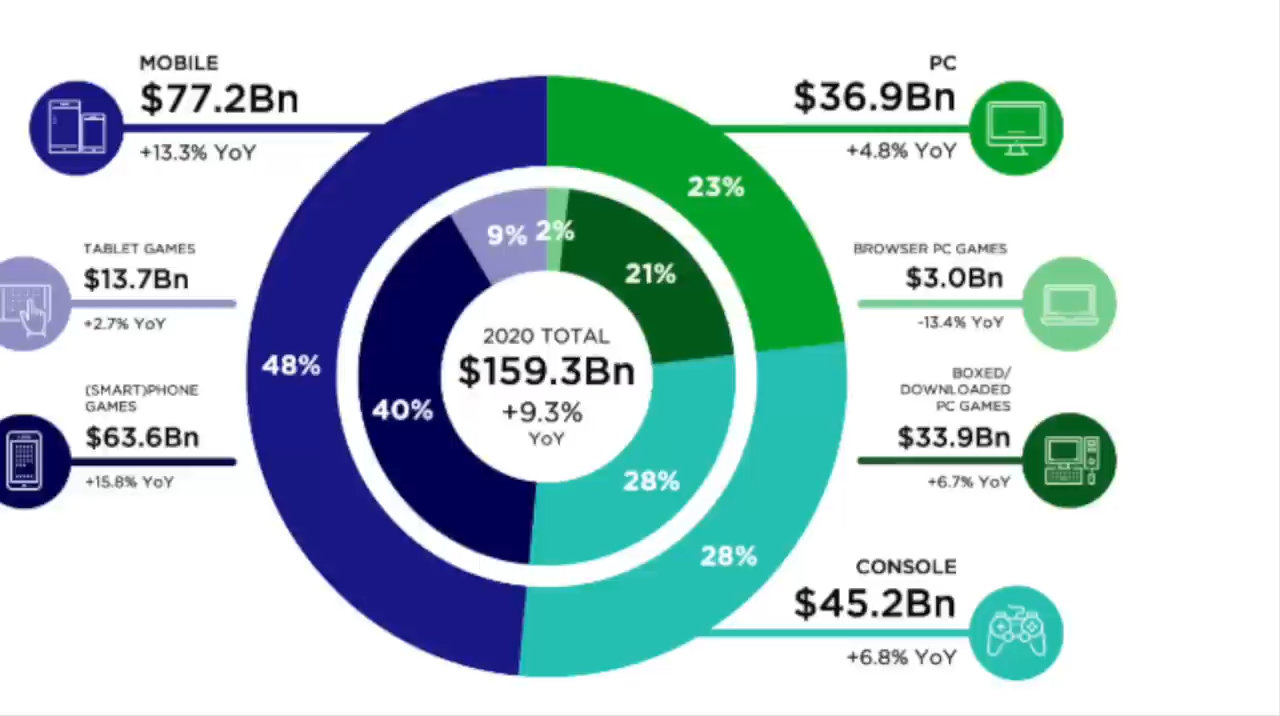 MOBILE
$77.2Bn
+13.3% YoY
TABLET GAMES
$13.7Bn
+2.7% YoY
(SMART)PHONE
GAMES
$63.6Bn
+15.8% YoY
48%
40%
9%
2%
21%
23%
28%
28%
2020 TOTAL
$159.3Bn
+9.3%
YoY
PC
$36.9Bn
+4.8% YoY
BROWSER PC GAMES
$3.0Bn
-13.4% YoY
BOXED/
DOWNLOADED
PC GAMES
$33.9Bn
+6.7% YoY
CONSOLE
$45.2Bn
+6.8% YoY